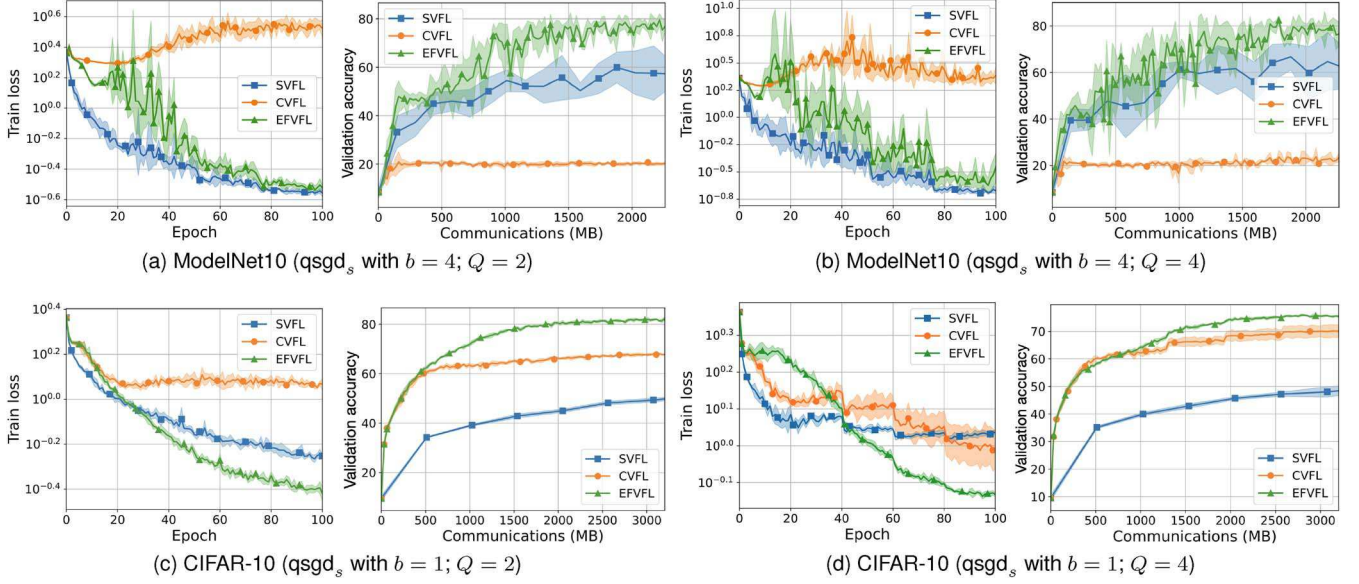 10^0.6
10^0.4
10^0.2
10^0.0
10^−0.2
10^−0.4
10^−0.6
Train loss
SVFL
CVFL
EFVFL
0 20 40 60 80 100
Epoch
80
60
40
20
Validation accuracy
SVFL
CVFL
EFVFL
0 500 1000 1500 2000
Communications (MB)
(a) ModelNet10 (qsgd_s with b = 4; Q = 2)
10^1.0
10^0.8
10^0.5
10^0.2
10^0.0
10^−0.2
10^−0.5
10^−0.8
Train loss
SVFL
CVFL
EFVFL
0 20 40 60 80 100
Epoch
80
60
40
20
Validation accuracy
SVFL
CVFL
EFVFL
0 500 1000 1500 2000
Communications (MB)
(b) ModelNet10 (qsgd_s with b = 4; Q = 4)
10^0.4
10^0.2
10^0.0
10^−0.2
10^−0.4
Train loss
SVFL
CVFL
EFVFL
0 20 40 60 80 100
Epoch
80
60
40
20
Validation accuracy
SVFL
CVFL
EFVFL
0 500 1000 1500 2000 2500 3000
Communications (MB)
(c) CIFAR-10 (qsgd_s with b = 1; Q = 2)
10^0.3
10^0.2
10^0.1
10^0.0
10^−0.1
Train loss
SVFL
CVFL
EFVFL
0 20 40 60 80 100
Epoch
70
60
50
40
30
20
10
Validation accuracy
SVFL
CVFL
EFVFL
0 500 1000 1500 2000 2500 3000
Communications (MB)
(d) CIFAR-10 (qsgd_s with b = 1; Q = 4)